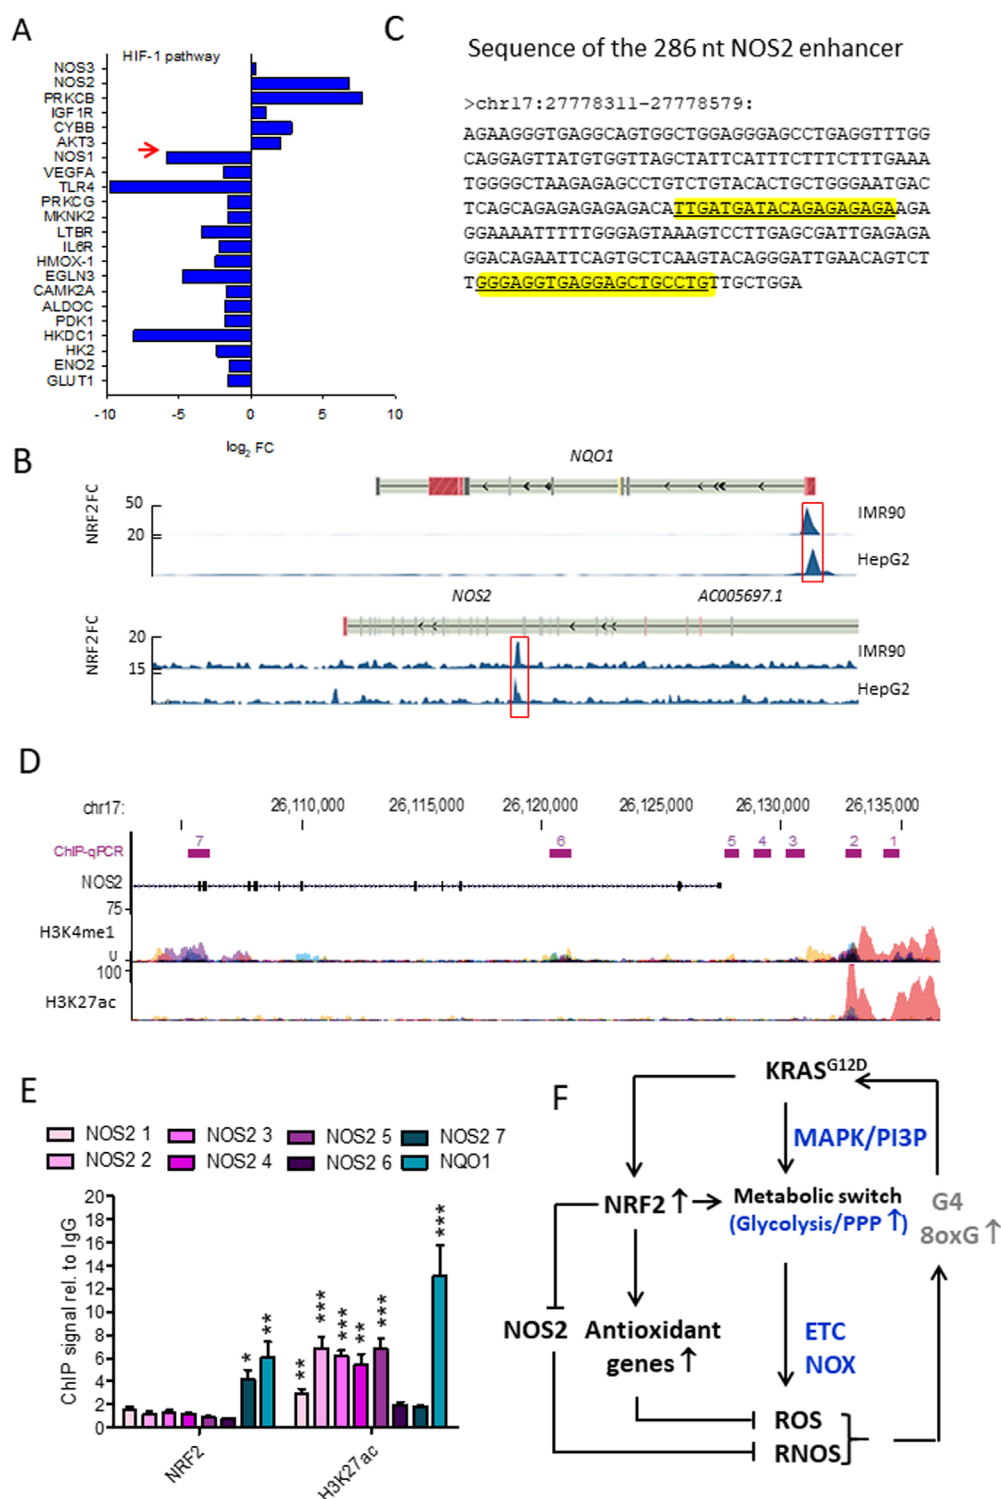 A
HIF-1 pathway
NOS3
NOS2
PRKCB
IGF1R
CYBB
AKT3
NOS1
VEGFA
TLR4
PRKCG
MKNK2
LTBR
IL6R
HMOX-1
EGLN3
CAMK2A
ALDOC
PDK1
HKDC1
HK2
ENO2
GLUT1
-10 -5 0 5 10
log2 FC
C
Sequence of the 286 nt NOS2 enhancer
>chr17:27778311-27778579:
AGAAGGGTGAGGCAGTGGCTGGAGGGAGCCTGAGGTTTGG
CAGGAGTTATGTGGTTAGCTATTCATTTCTTTCTTTGAAA
TGGGGCTAAGAGAGCCTGTCTGTACACTGCTGGGAATGAC
TCAGCAGAGAGAGAGACATTGATGATACAGAGAGAGAAGA
GGAAAATTTTTGGGAGTAAAGTCCTTGAGCGATTGAGAGA
GGACAGAATTCAGTGCTCAAGTACAGGGATTGAACAGTCT
TGGGAGGTGAGGAGCTGCCTGTTGCTGGA
B
NQO1
NRF2FC
50
20
IMR90
HepG2
NOS2 AC005697.1
NRF2FC
20
15
IMR90
HepG2
D
chr17: 26,110,000 26,115,000 26,120,000 26,125,000 26,130,000 26,135,000
ChIP-qPCR 7 6 5 4 3 2 1
NOS2
75
H3K4me1
0
100
H3K27ac
E
NOS2 1 NOS2 3 NOS2 5 NOS2 7
NOS2 2 NOS2 4 NOS2 6 NQO1
ChIP signal rel. to IgG
20
18
16
14
12
10
8
6
4
2
0
* ** ** *** *** ** *** ***
NRF2 H3K27ac
F
KRASG12D
MAPK/PI3P
NRF2 ↑
Metabolic switch
(Glycolysis/PPP ↑)
G4
8oxG ↑
NOS2
Antioxidant
genes ↑
ETC
NOX
ROS
RNOS